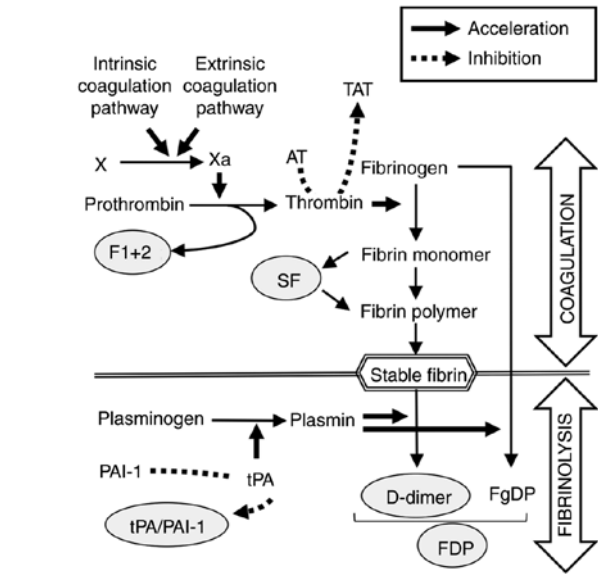 Acceleration
Inhibition
Intrinsic
coagulation
pathway
Extrinsic
coagulation
pathway
TAT
X
Xa
AT
Fibrinogen
Prothrombin
Thrombin
F1+2
Fibrin monomer
SF
Fibrin polymer
COAGULATION
Stable fibrin
Plasminogen
Plasmin
PAI-1
tPA
tPA/PAI-1
D-dimer
FgDP
FDP
FIBRINOLYSIS